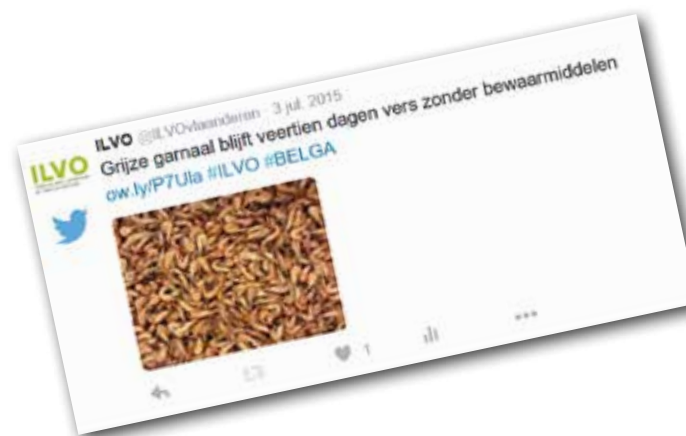 ILVO @ILVOvlaanderen 3 jul. 2015
ILVO
Grijze garnaal blijft veertien dagen vers zonder bewaarmiddelen
ow.ly/P7Ula #ILVO #BELGA
1